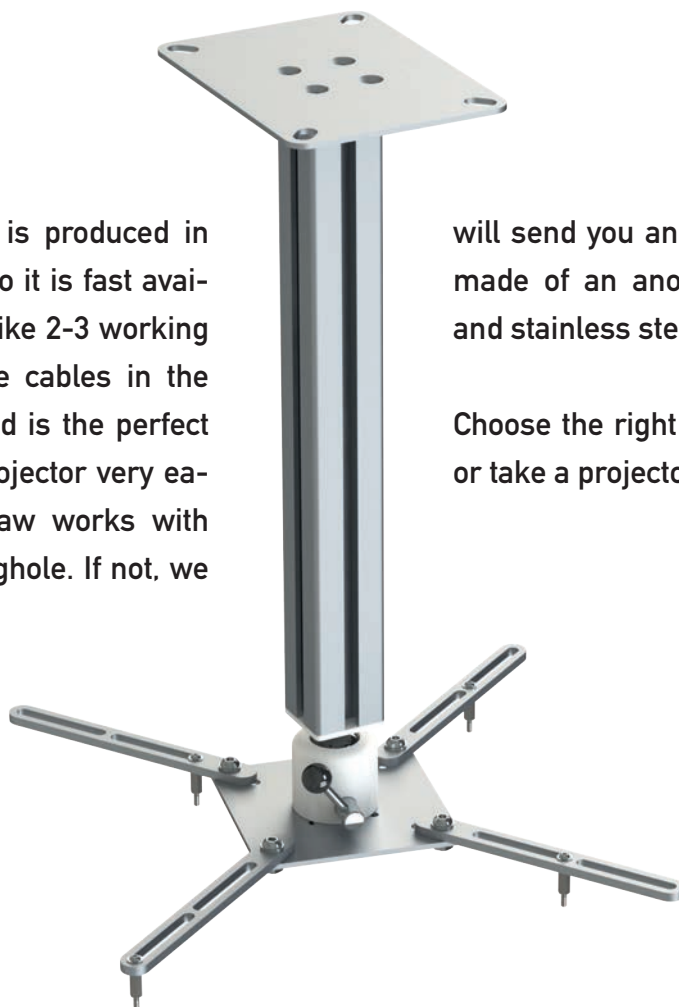 is produced in
o it is fast avai-
ike 2-3 working
e cables in the
d is the perfect
ojector very ea-
aw works with
ghole. If not, we
will send you an
made of an ano
and stainless ste
Choose the right
or take a projecto